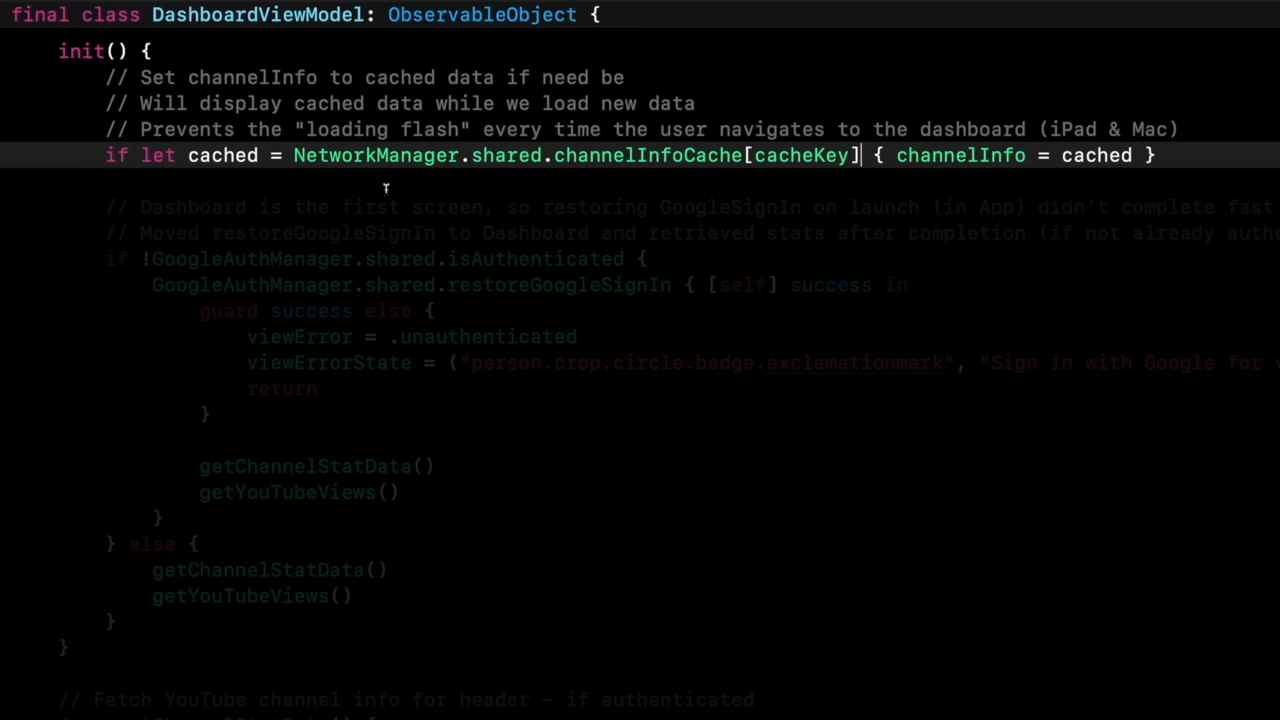 final class DashboardViewModel: ObservableObject {
init() {
// Set channelInfo to cached data if need be
// Will display cached data while we load new data
// Prevents the "loading flash" every time the user navigates to the dashboard (iPad & Mac)
if let cached = NetworkManager.shared.channelInfoCache[cacheKey] { channelInfo = cached }
// Dashboard is the first screen, so restoring GoogleSignIn on launch (in App) didn't complete fast
// Moved restoreGoogleSignIn to Dashboard and retrieved stats after completion (if not already authe
if !GoogleAuthManager.shared.isAuthenticated {
GoogleAuthManager.shared.restoreGoogleSignIn { [self] success in
guard success else {
viewError = .unauthenticated
viewErrorState = ("person.crop.circle.badge.exclamationmark", "Sign in with Google for
return
}
getChannelStatData()
getYouTubeViews()
}
} else {
getChannelStatData()
getYouTubeViews()
}
}
// Fetch YouTube channel info for header – if authenticated